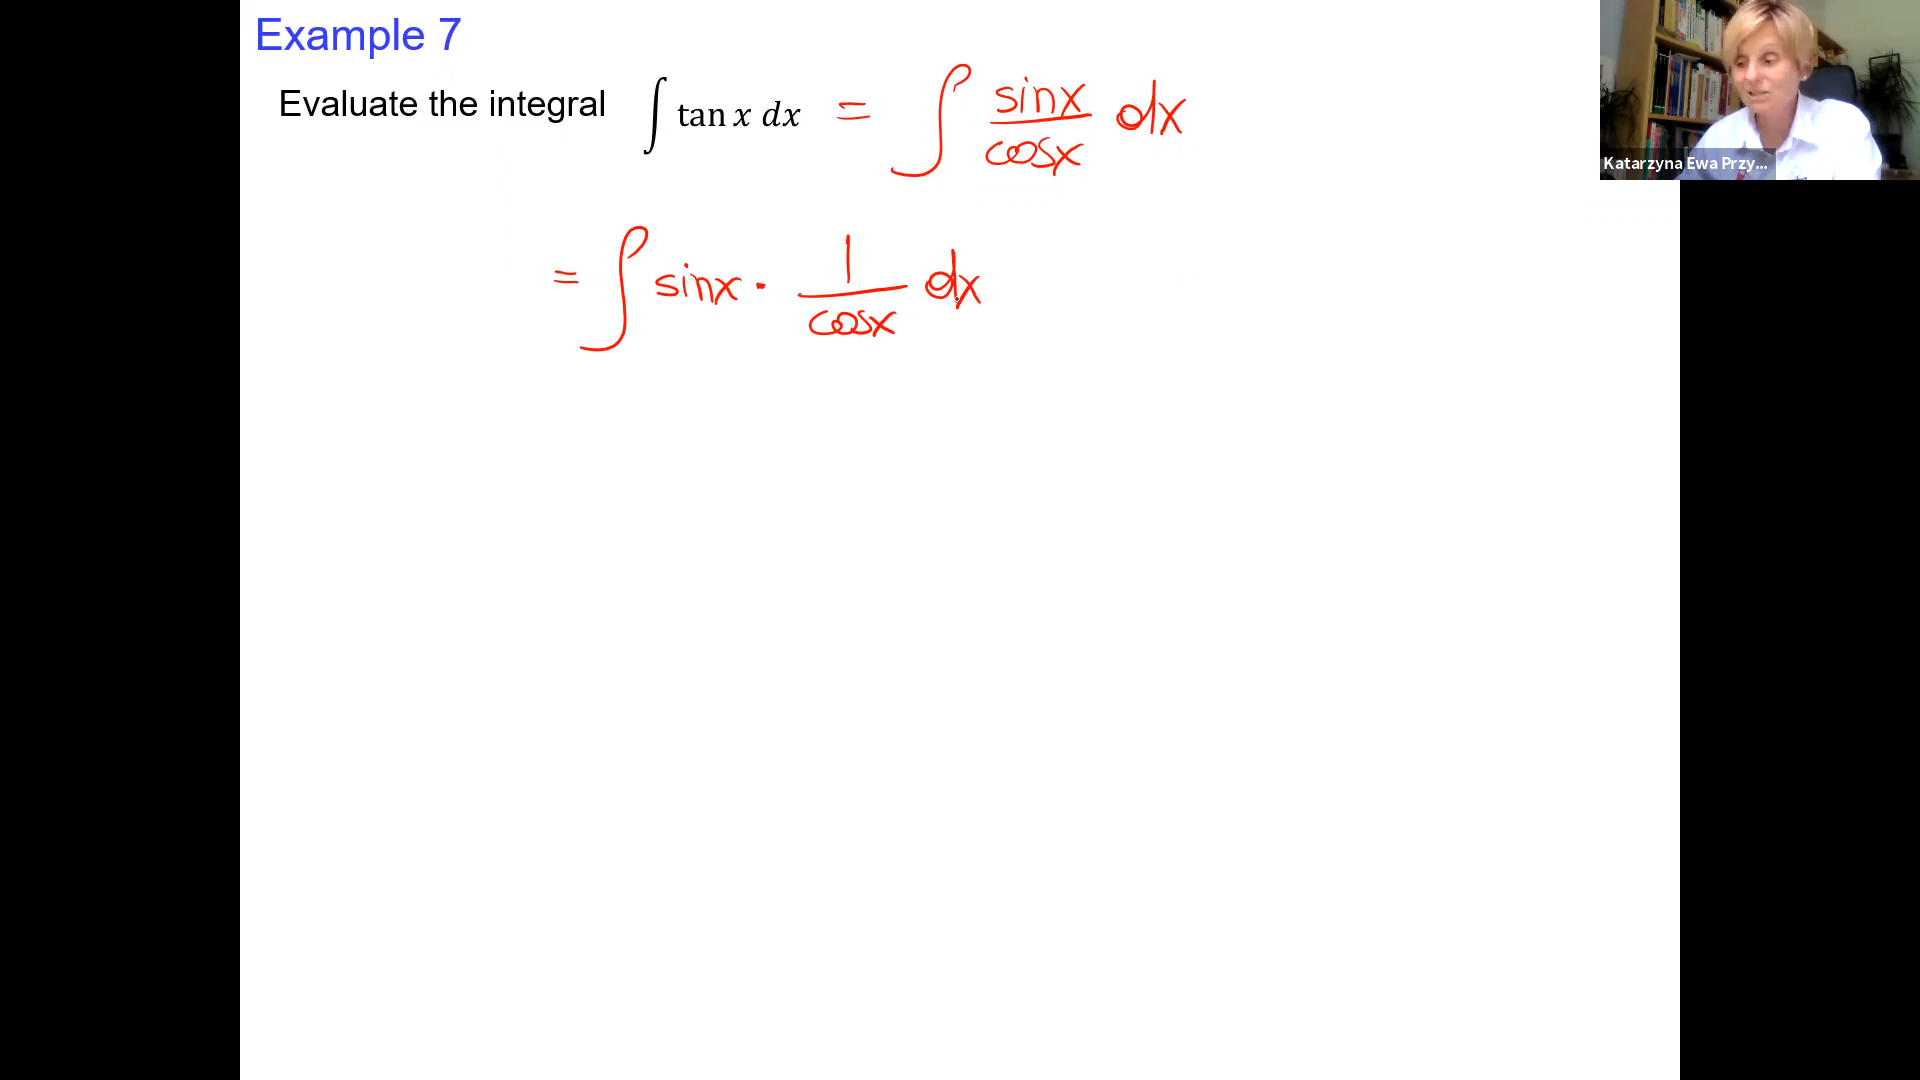 Example 7
Evaluate the integral ∫ tan x dx = ∫ sinx/cosx dx
= ∫ sinx · 1/cosx dx
Katarzyna Ewa Przy...